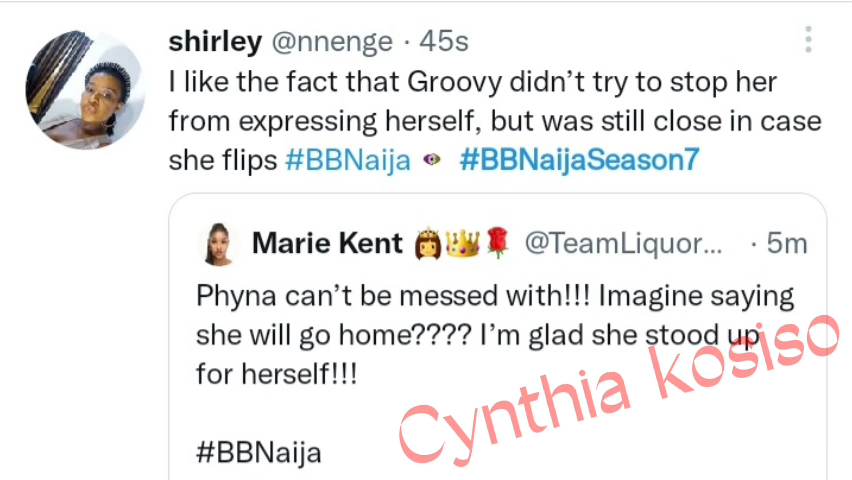 shirley @nnenge · 45s
I like the fact that Groovy didn't try to stop her
from expressing herself, but was still close in case
she flips #BBNaija #BBNaijaSeason7
Marie Kent 👸👑🌹 @TeamLiquor... · 5m
Phyna can't be messed with!!! Imagine saying
she will go home???? I'm glad she stood up
for herself!!!
Cynthia kosiso
#BBNaija